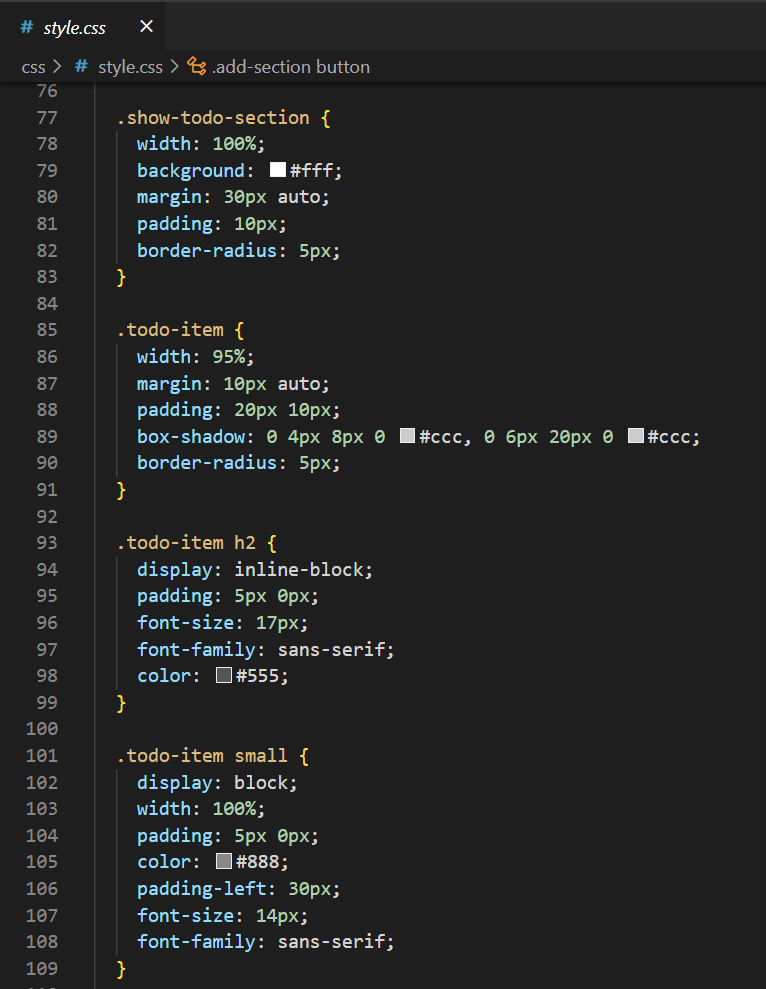 # style.css ×
css > # style.css > .add-section button
76
77 .show-todo-section {
78 width: 100%;
79 background: #fff;
80 margin: 30px auto;
81 padding: 10px;
82 border-radius: 5px;
83 }
84
85 .todo-item {
86 width: 95%;
87 margin: 10px auto;
88 padding: 20px 10px;
89 box-shadow: 0 4px 8px 0 #ccc, 0 6px 20px 0 #ccc;
90 border-radius: 5px;
91 }
92
93 .todo-item h2 {
94 display: inline-block;
95 padding: 5px 0px;
96 font-size: 17px;
97 font-family: sans-serif;
98 color: #555;
99 }
100
101 .todo-item small {
102 display: block;
103 width: 100%;
104 padding: 5px 0px;
105 color: #888;
106 padding-left: 30px;
107 font-size: 14px;
108 font-family: sans-serif;
109 }